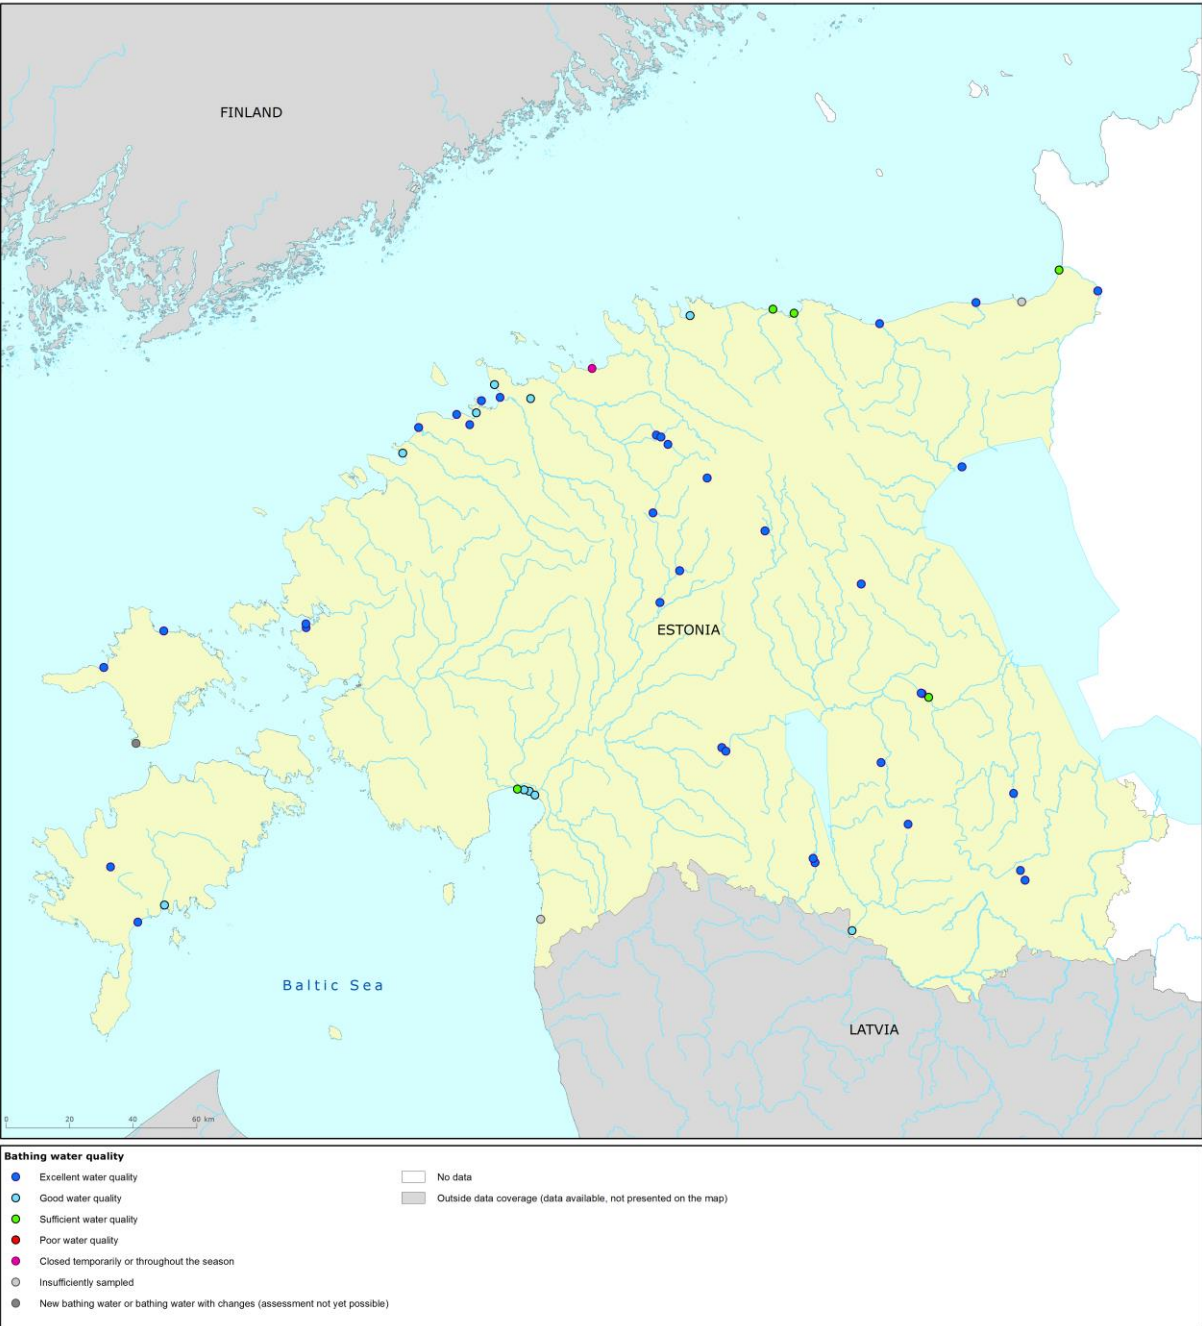 FINLAND
ESTONIA
Baltic Sea
LATVIA
0 20 40 60 km
Bathing water quality
Excellent water quality
Good water quality
Sufficient water quality
Poor water quality
Closed temporarily or throughout the season
Insufficiently sampled
New bathing water or bathing water with changes (assessment not yet possible)
No data
Outside data coverage (data available, not presented on the map)